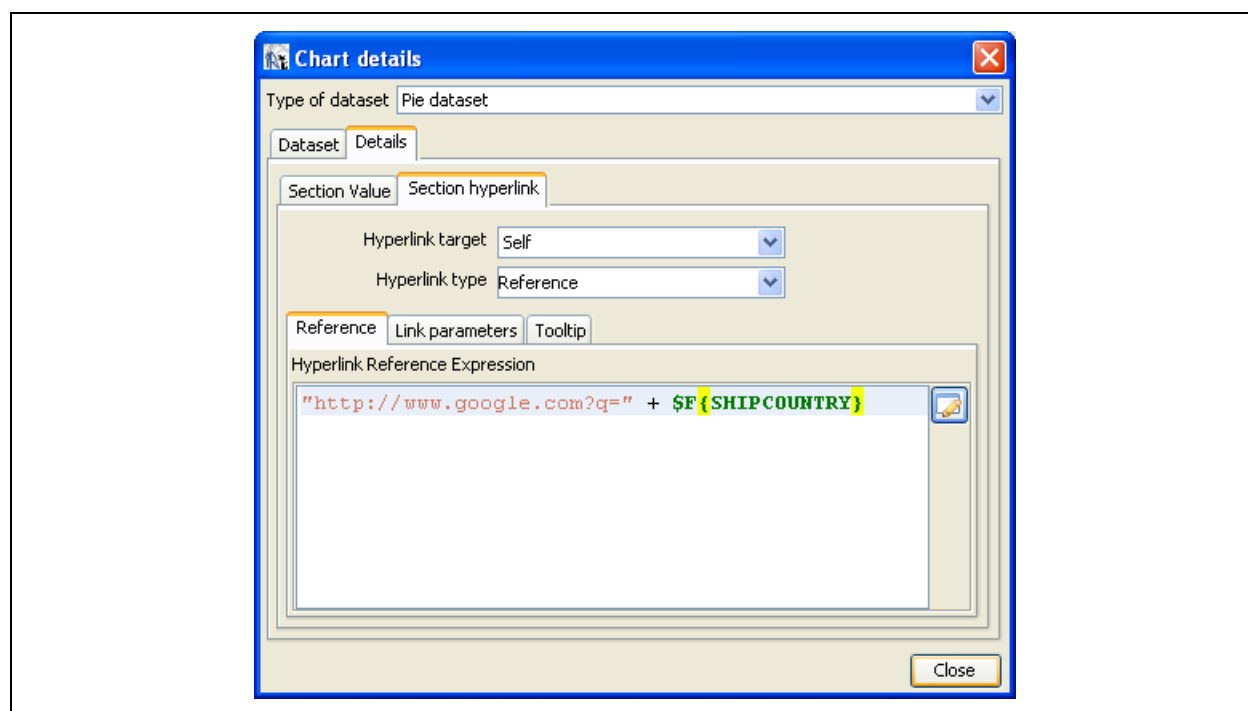 Chart details
Type of dataset Pie dataset
Dataset Details
Section Value Section hyperlink
Hyperlink target Self
Hyperlink type Reference
Reference Link parameters Tooltip
Hyperlink Reference Expression
"http://www.google.com?q=" + $F{SHIPCOUNTRY}
Close